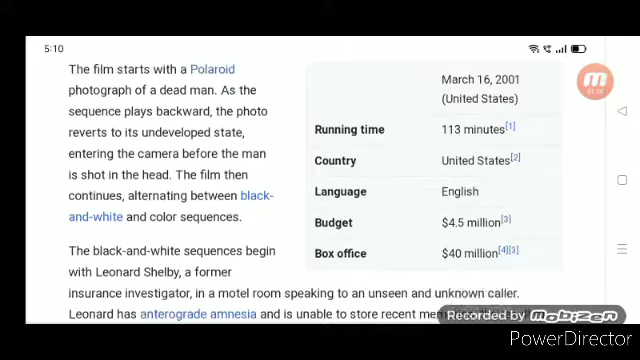 5:10
The film starts with a Polaroid
photograph of a dead man. As the
sequence plays backward, the photo
reverts to its undeveloped state,
entering the camera before the man
is shot in the head. The film then
continues, alternating between black-
and-white and color sequences.
The black-and-white sequences begin
with Leonard Shelby, a former
insurance investigator, in a motel room speaking to an unseen and unknown caller.
Leonard has anterograde amnesia and is unable to store recent
March 16, 2001
(United States)
Running time 113 minutes[1]
Country United States[2]
Language English
Budget $4.5 million[3]
Box office $40 million[4][3]
Recorded by Mobizen
PowerDirector